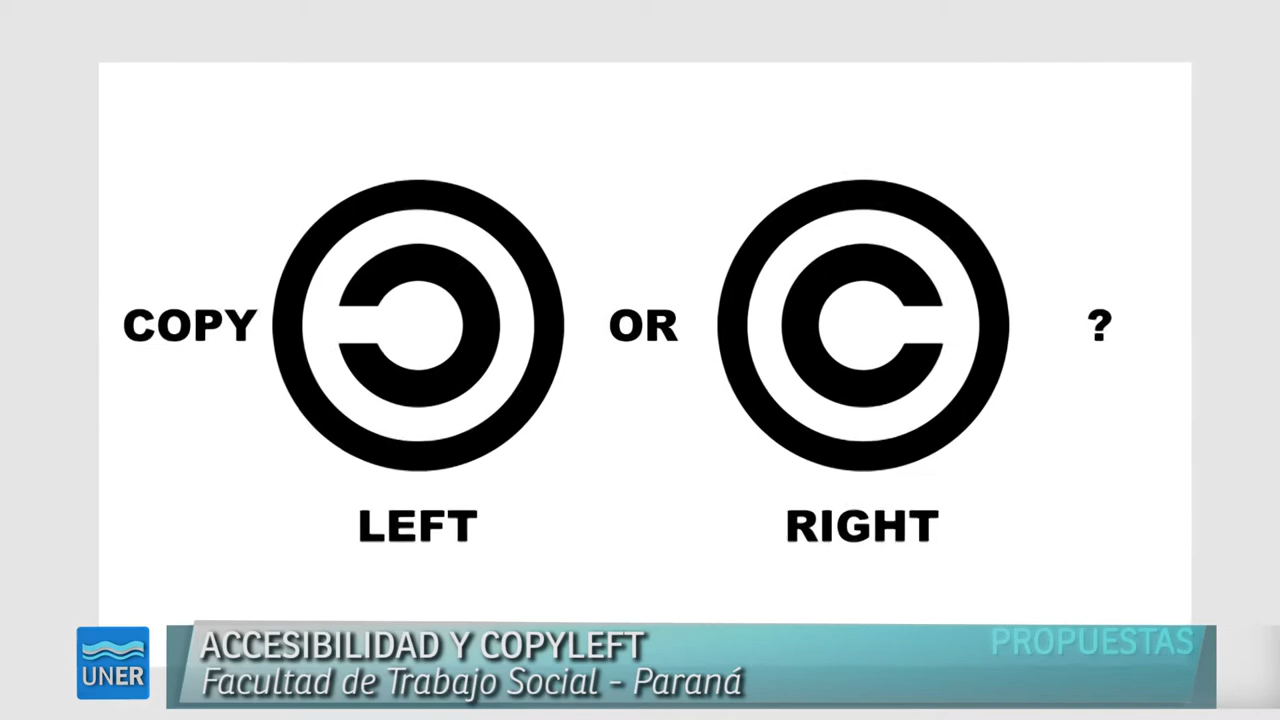 COPY OR ?
LEFT RIGHT
ACCESIBILIDAD Y COPYLEFT
PROPUESTAS
Facultad de Trabajo Social - Paraná
UNER